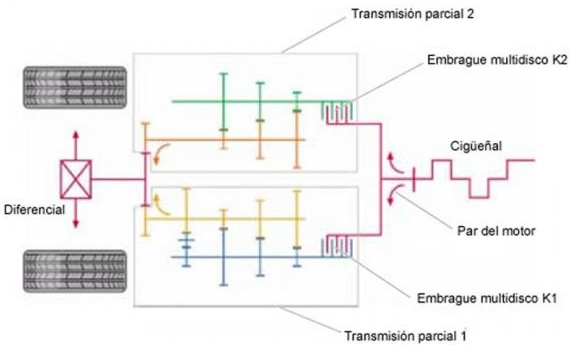 Transmisión parcial 2
Embrague multidisco K2
Cigüeñal
Diferencial
Par del motor
Embrague multidisco K1
Transmisión parcial 1